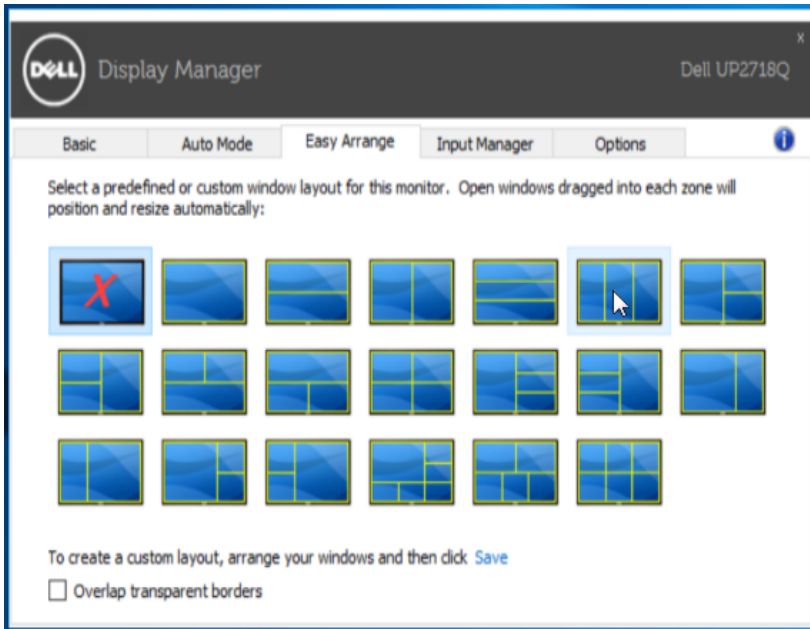 x
DELL Display Manager Dell UP2718Q
Basic Auto Mode Easy Arrange Input Manager Options i
Select a predefined or custom window layout for this monitor. Open windows dragged into each zone will
position and resize automatically:
X
To create a custom layout, arrange your windows and then click Save
Overlap transparent borders